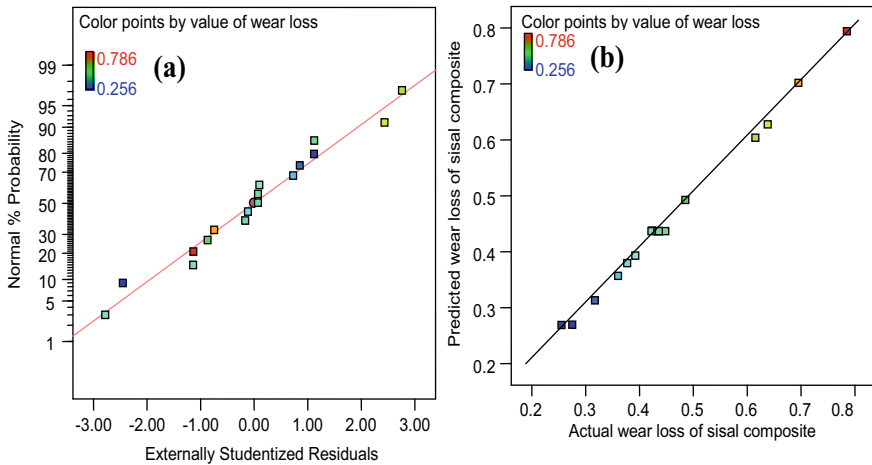 Color points by value of wear loss
0.786
0.256
(a)
99
95
90
80
70
50
30
20
10
5
1
Normal % Probability
-3.00 -2.00 -1.00 0.00 1.00 2.00 3.00
Externally Studentized Residuals
Color points by value of wear loss
0.786
0.256
(b)
0.8
0.7
0.6
0.5
0.4
0.3
0.2
Predicted wear loss of sisal composite
0.2 0.3 0.4 0.5 0.6 0.7 0.8
Actual wear loss of sisal composite